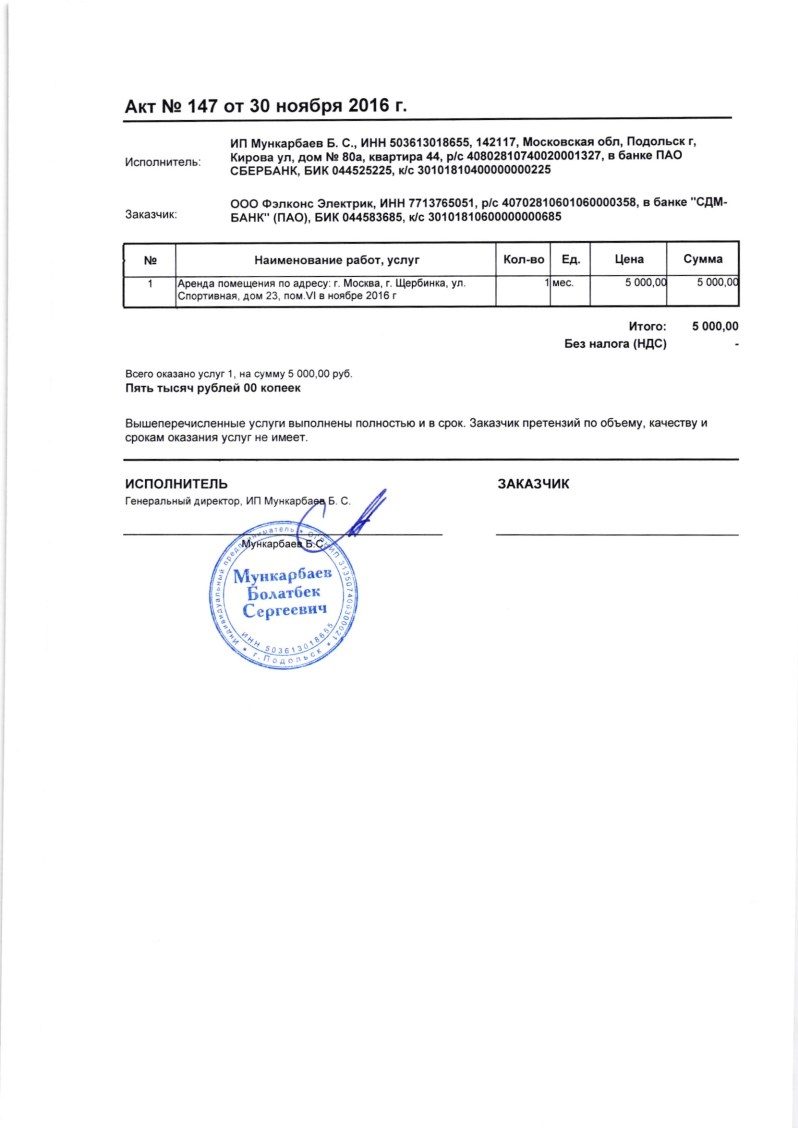 Акт № 147 от 30 ноября 2016 г.
Исполнитель:
ИП Мункарбаев Б. С., ИНН 503613018655, 142117, Московская обл, Подольск г,
Кирова ул, дом № 80а, квартира 44, р/с 40802810740020001327, в банке ПАО
СБЕРБАНК, БИК 044525225, к/с 30101810400000000225
Заказчик:
ООО Фэлконс Электрик, ИНН 7713765051, р/с 40702810601060000358, в банке "СДМ-
БАНК" (ПАО), БИК 044583685, к/с 30101810600000000685
№ Наименование работ, услуг Кол-во Ед. Цена Сумма
1 Аренда помещения по адресу: г. Москва, г. Щербинка, ул. 1 мес. 5 000,00 5 000,00
Спортивная, дом 23, пом.VI в ноябре 2016 г
Итого: 5 000,00
Без налога (НДС) -
Всего оказано услуг 1, на сумму 5 000,00 руб.
Пять тысяч рублей 00 копеек
Вышеперечисленные услуги выполнены полностью и в срок. Заказчик претензий по объему, качеству и
срокам оказания услуг не имеет.
ИСПОЛНИТЕЛЬ ЗАКАЗЧИК
Генеральный директор, ИП Мункарбаев Б. С.
Мункарбаев Б.С.
Индивидуальный предприниматель * ОГРНИП 313507400300021
Мункарбаев
Болатбек
Сергеевич
ИНН 503613018655
* г.Подольск *